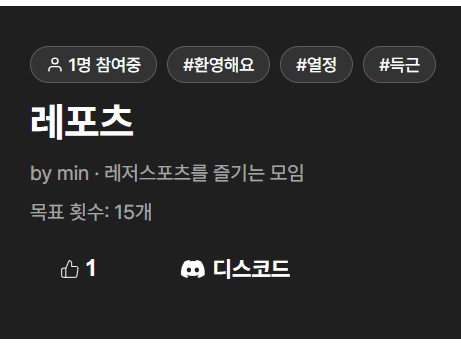 1명 참여중 #환영해요 #열정 #득근
레포츠
by min · 레저스포츠를 즐기는 모임
목표 횟수: 15개
1 디스코드